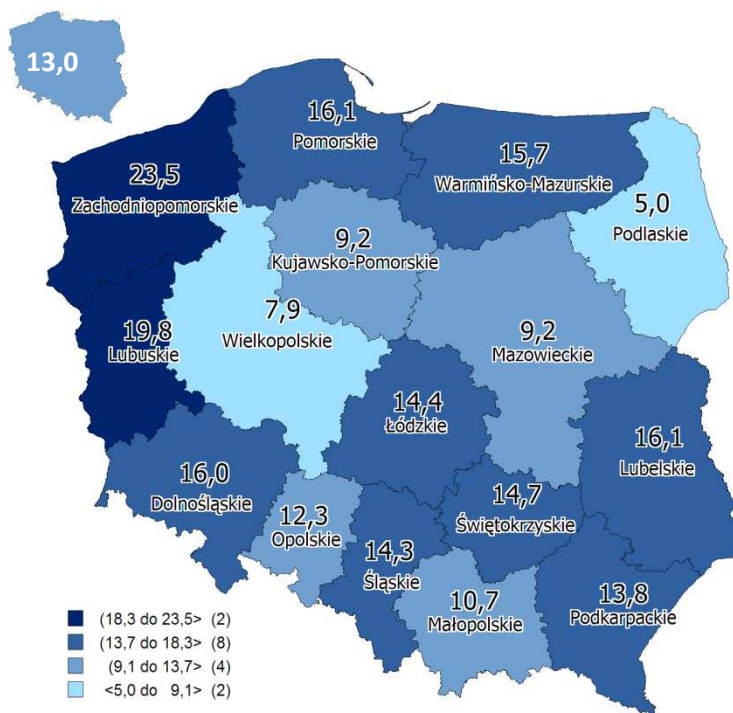 13,0
16,1
Pomorskie
15,7
Warmińsko-Mazurskie
23,5
Zachodniopomorskie
5,0
Podlaskie
9,2
Kujawsko-Pomorskie
7,9
Wielkopolskie
19,8
Lubuskie
9,2
Mazowieckie
14,4
Łódzkie
16,1
Lubelskie
16,0
Dolnośląskie
14,7
Świętokrzyskie
12,3
Opolskie
14,3
Śląskie
13,8
Podkarpackie
10,7
Małopolskie
(18,3 do 23,5> (2)
(13,7 do 18,3> (8)
(9,1 do 13,7> (4)
<5,0 do 9,1> (2)